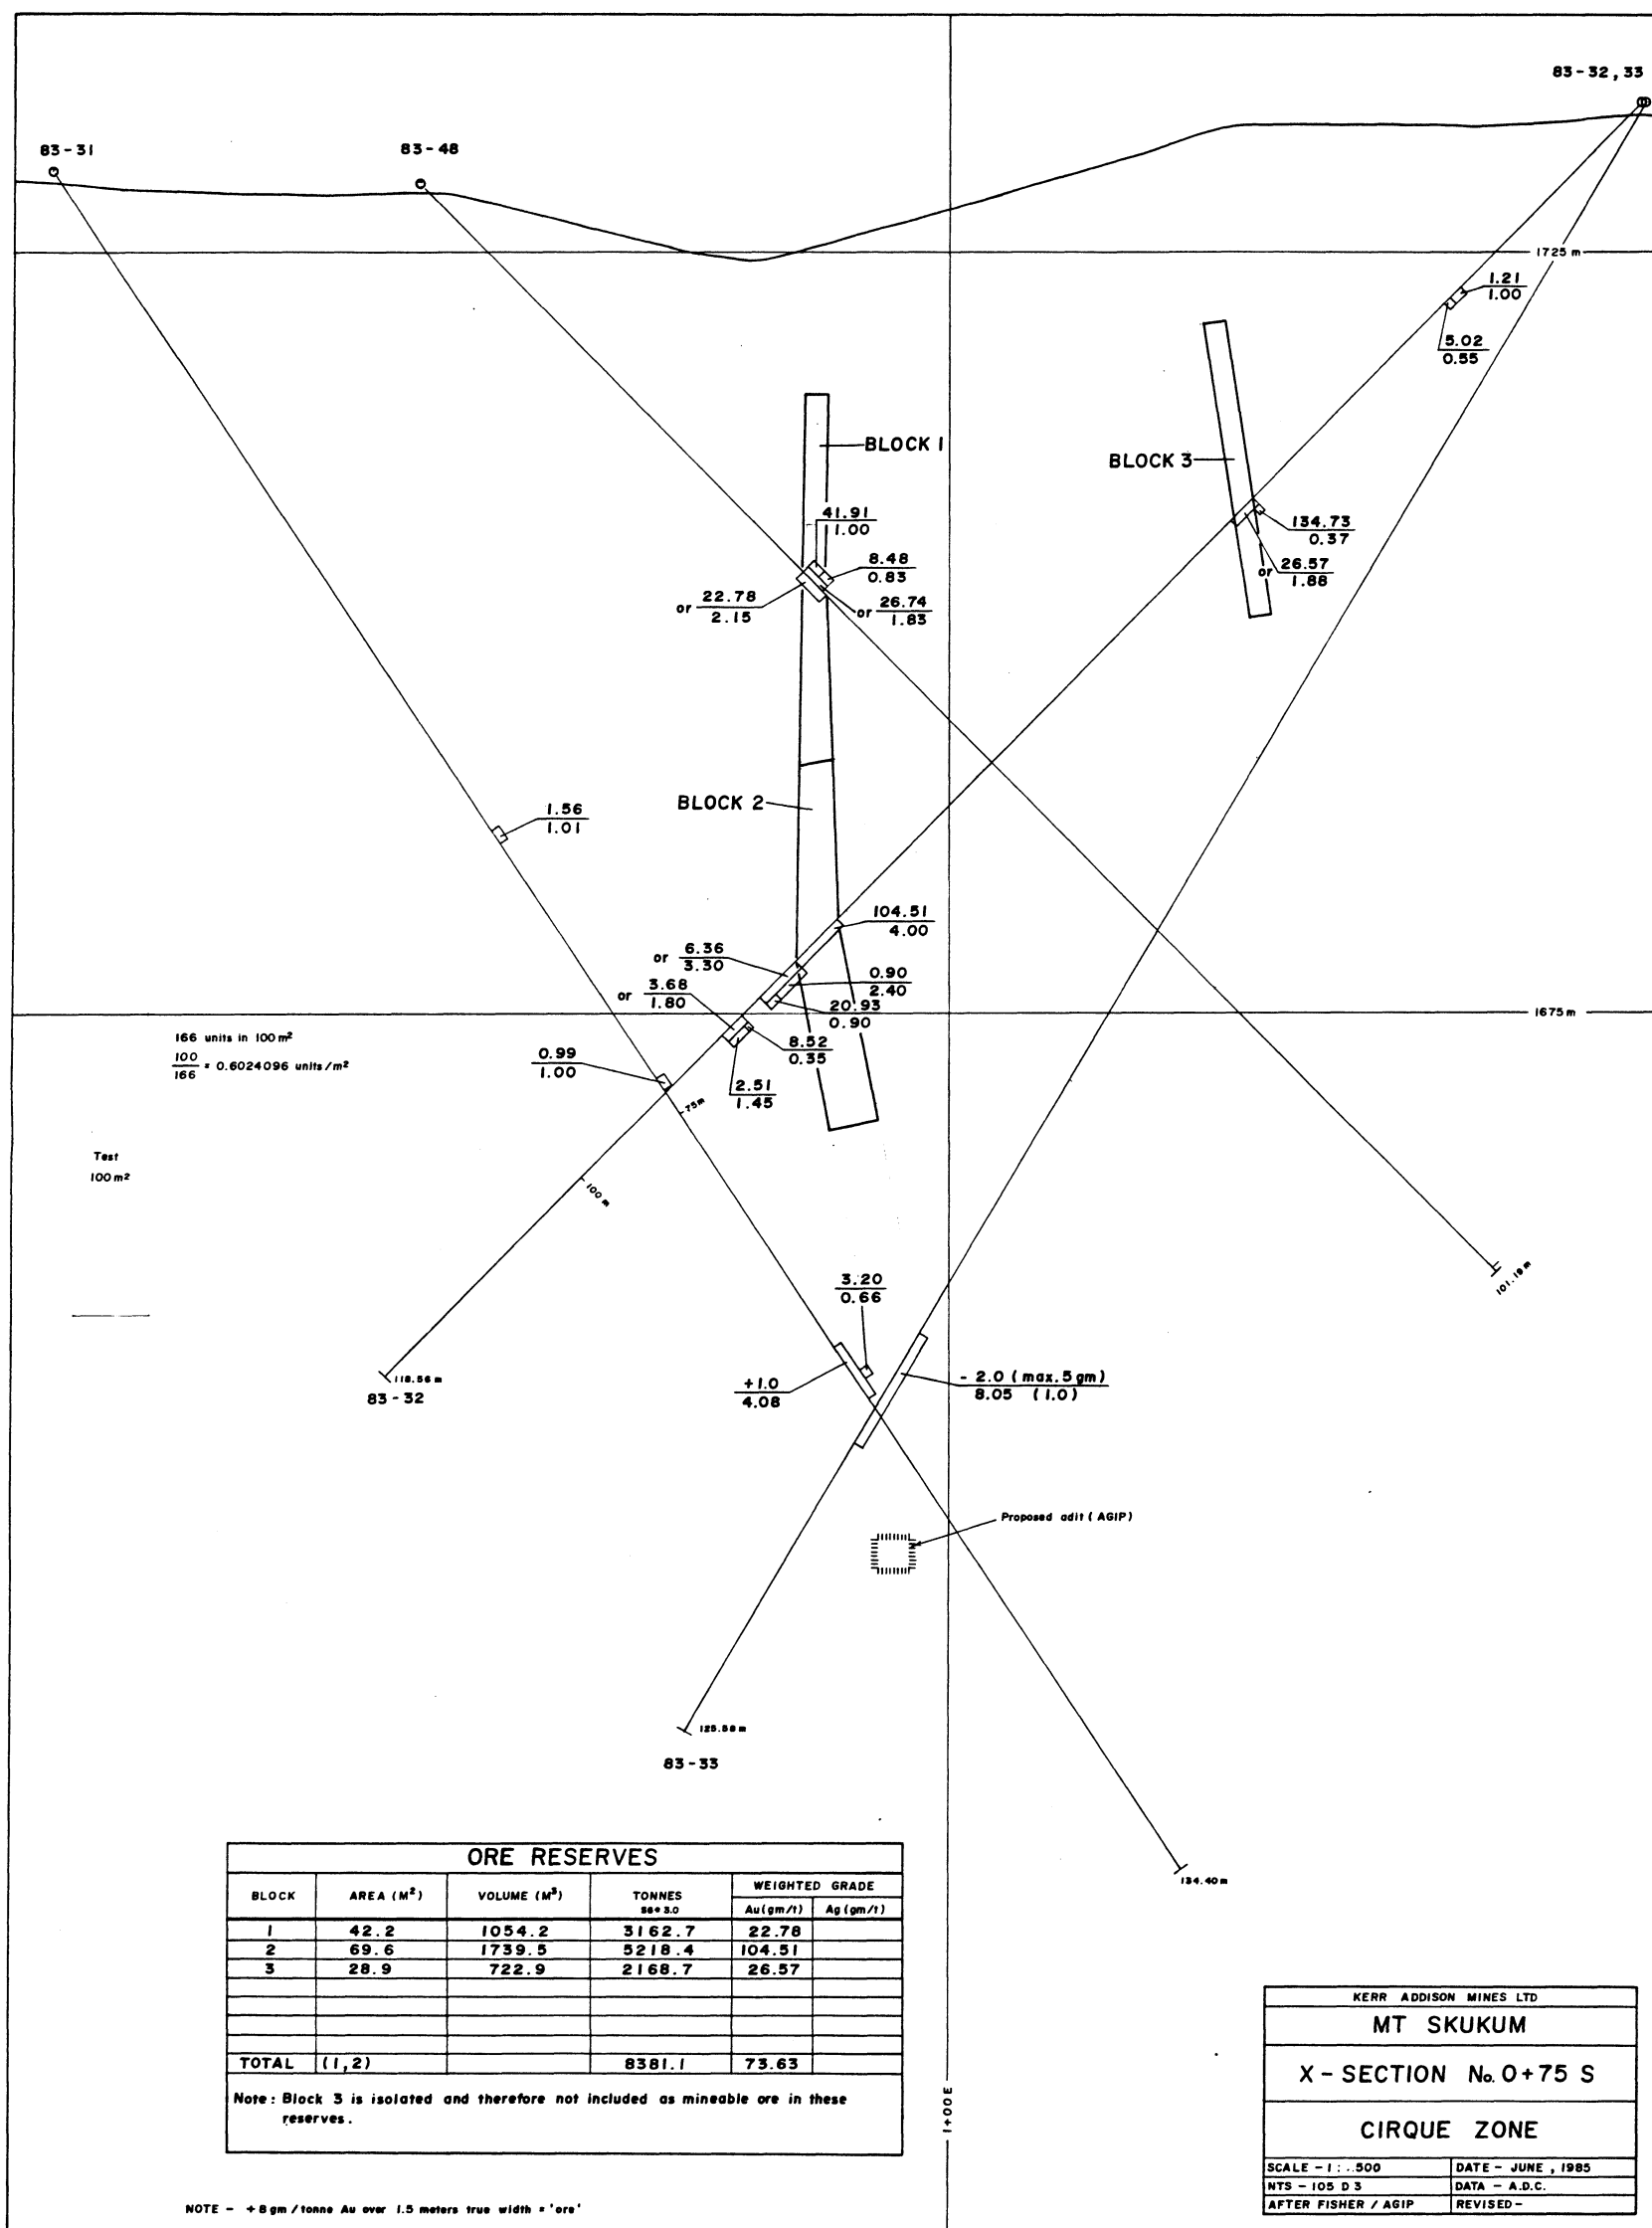 83-32, 33
83-31
83-48
1725 m
1.21
1.00
5.02
0.55
BLOCK 1
BLOCK 3
41.91
1.00
134.73
0.37
8.48
0.83
or 26.57
1.88
or 22.78
2.15
or 26.74
1.83
BLOCK 2
1.56
1.01
104.51
4.00
or 6.36
3.30
0.90
2.40
or 3.68
1.80
20.93
0.90
1675 m
166 units in 100 m²
100
166 = 0.6024096 units/m²
8.52
0.35
0.99
1.00
2.51
1.45
75m
Test
100 m²
100 m
3.20
0.66
101.19 m
118.56 m
83-32
+1.0
4.08
- 2.0 (max. 5 gm)
8.05 (1.0)
Proposed adit (AGIP)
125.58 m
83-33
134.40 m
ORE RESERVES
BLOCK AREA (M²) VOLUME (M³) TONNES WEIGHTED GRADE
SG= 3.0 Au(gm/t) Ag(gm/t)
1 42.2 1054.2 3162.7 22.78
2 69.6 1739.5 5218.4 104.51
3 28.9 722.9 2168.7 26.57
TOTAL (1,2) 8381.1 73.63
Note: Block 3 is isolated and therefore not included as mineable ore in these
reserves.
1+00E
KERR ADDISON MINES LTD
MT SKUKUM
X-SECTION No. 0+75 S
CIRQUE ZONE
SCALE - 1 : 500 DATE - JUNE, 1985
NTS - 105 D 3 DATA - A.D.C.
AFTER FISHER / AGIP REVISED -
NOTE - +8 gm/tonne Au over 1.5 meters true width = 'ore'